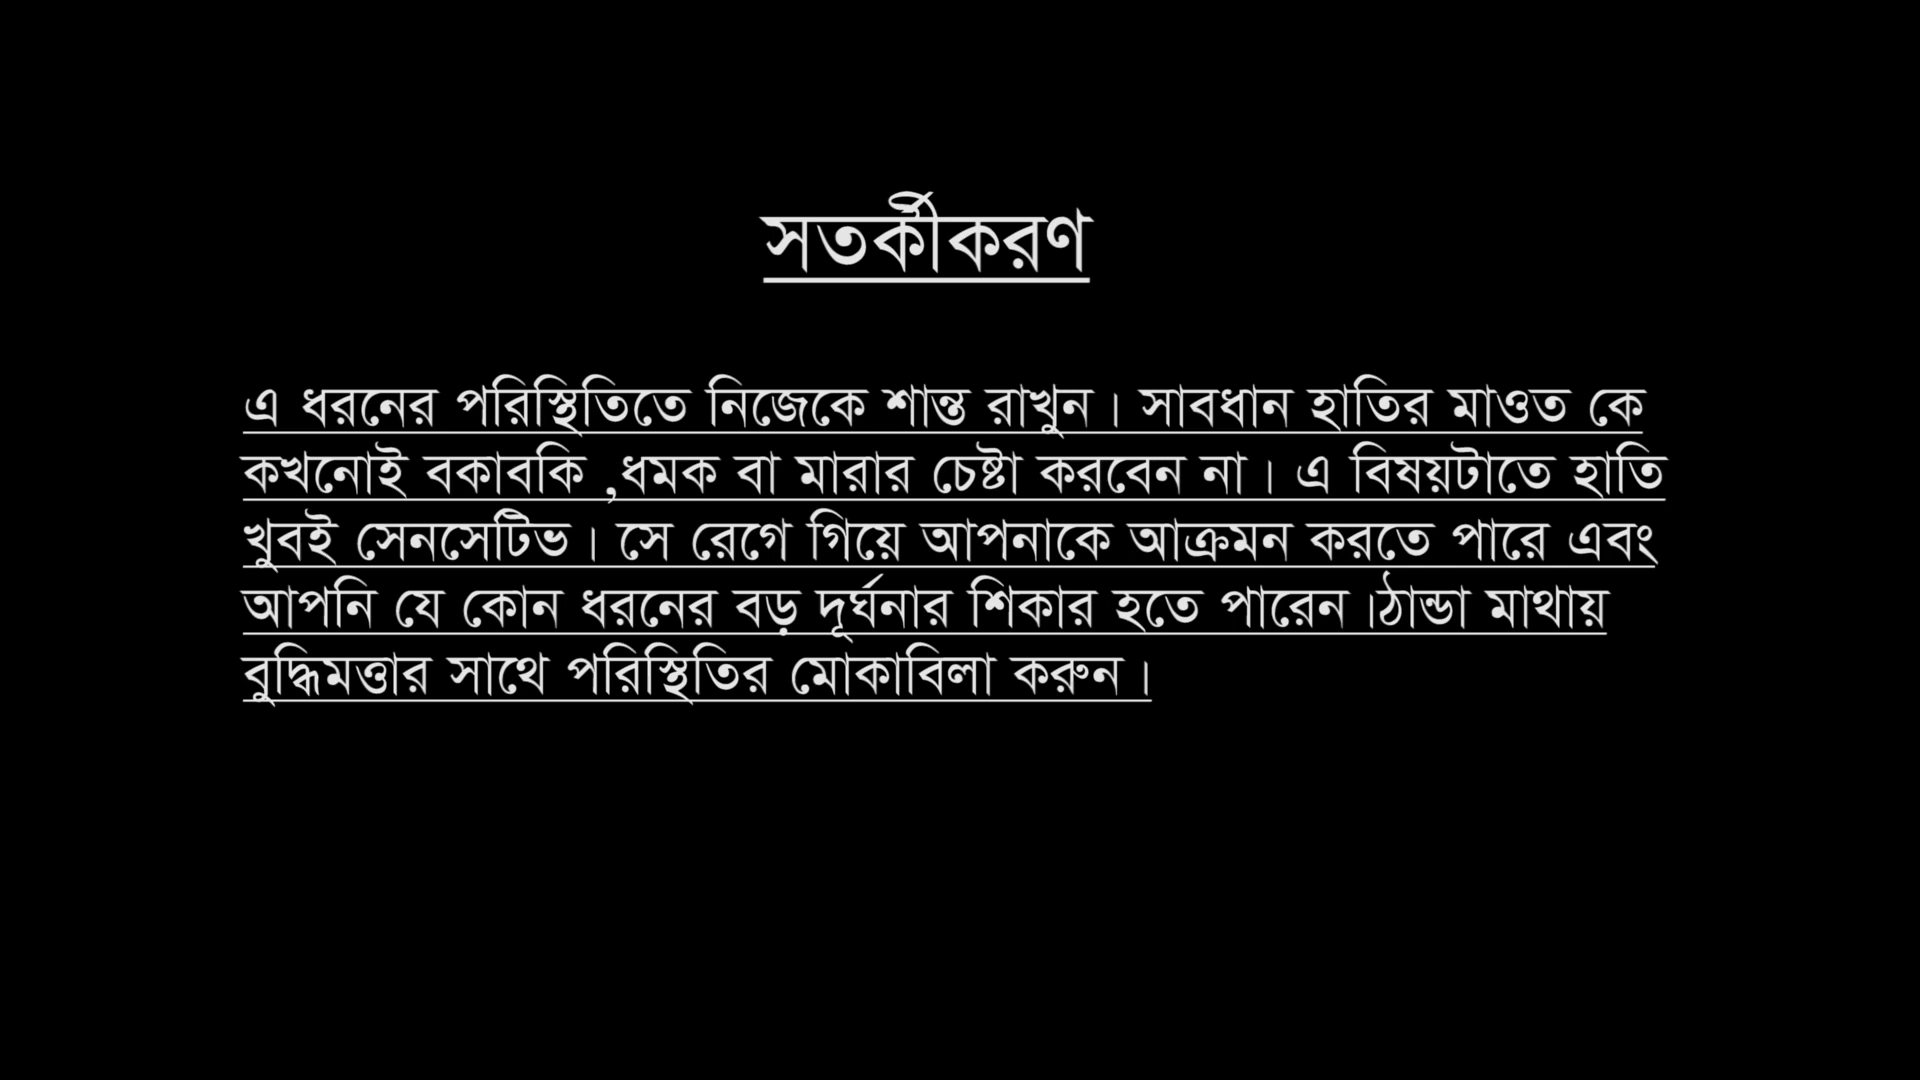 সতর্কীকরণ
এ ধরনের পরিস্থিতিতে নিজেকে শান্ত রাখুন। সাবধান হাতির মাওত কে
কখনোই বকাবকি ,ধমক বা মারার চেষ্টা করবেন না। এ বিষয়টাতে হাতি
খুবই সেনসেটিভ। সে রেগে গিয়ে আপনাকে আক্রমন করতে পারে এবং
আপনি যে কোন ধরনের বড় দূর্ঘনার শিকার হতে পারেন।ঠান্ডা মাথায়
বুদ্ধিমত্তার সাথে পরিস্থিতির মোকাবিলা করুন।